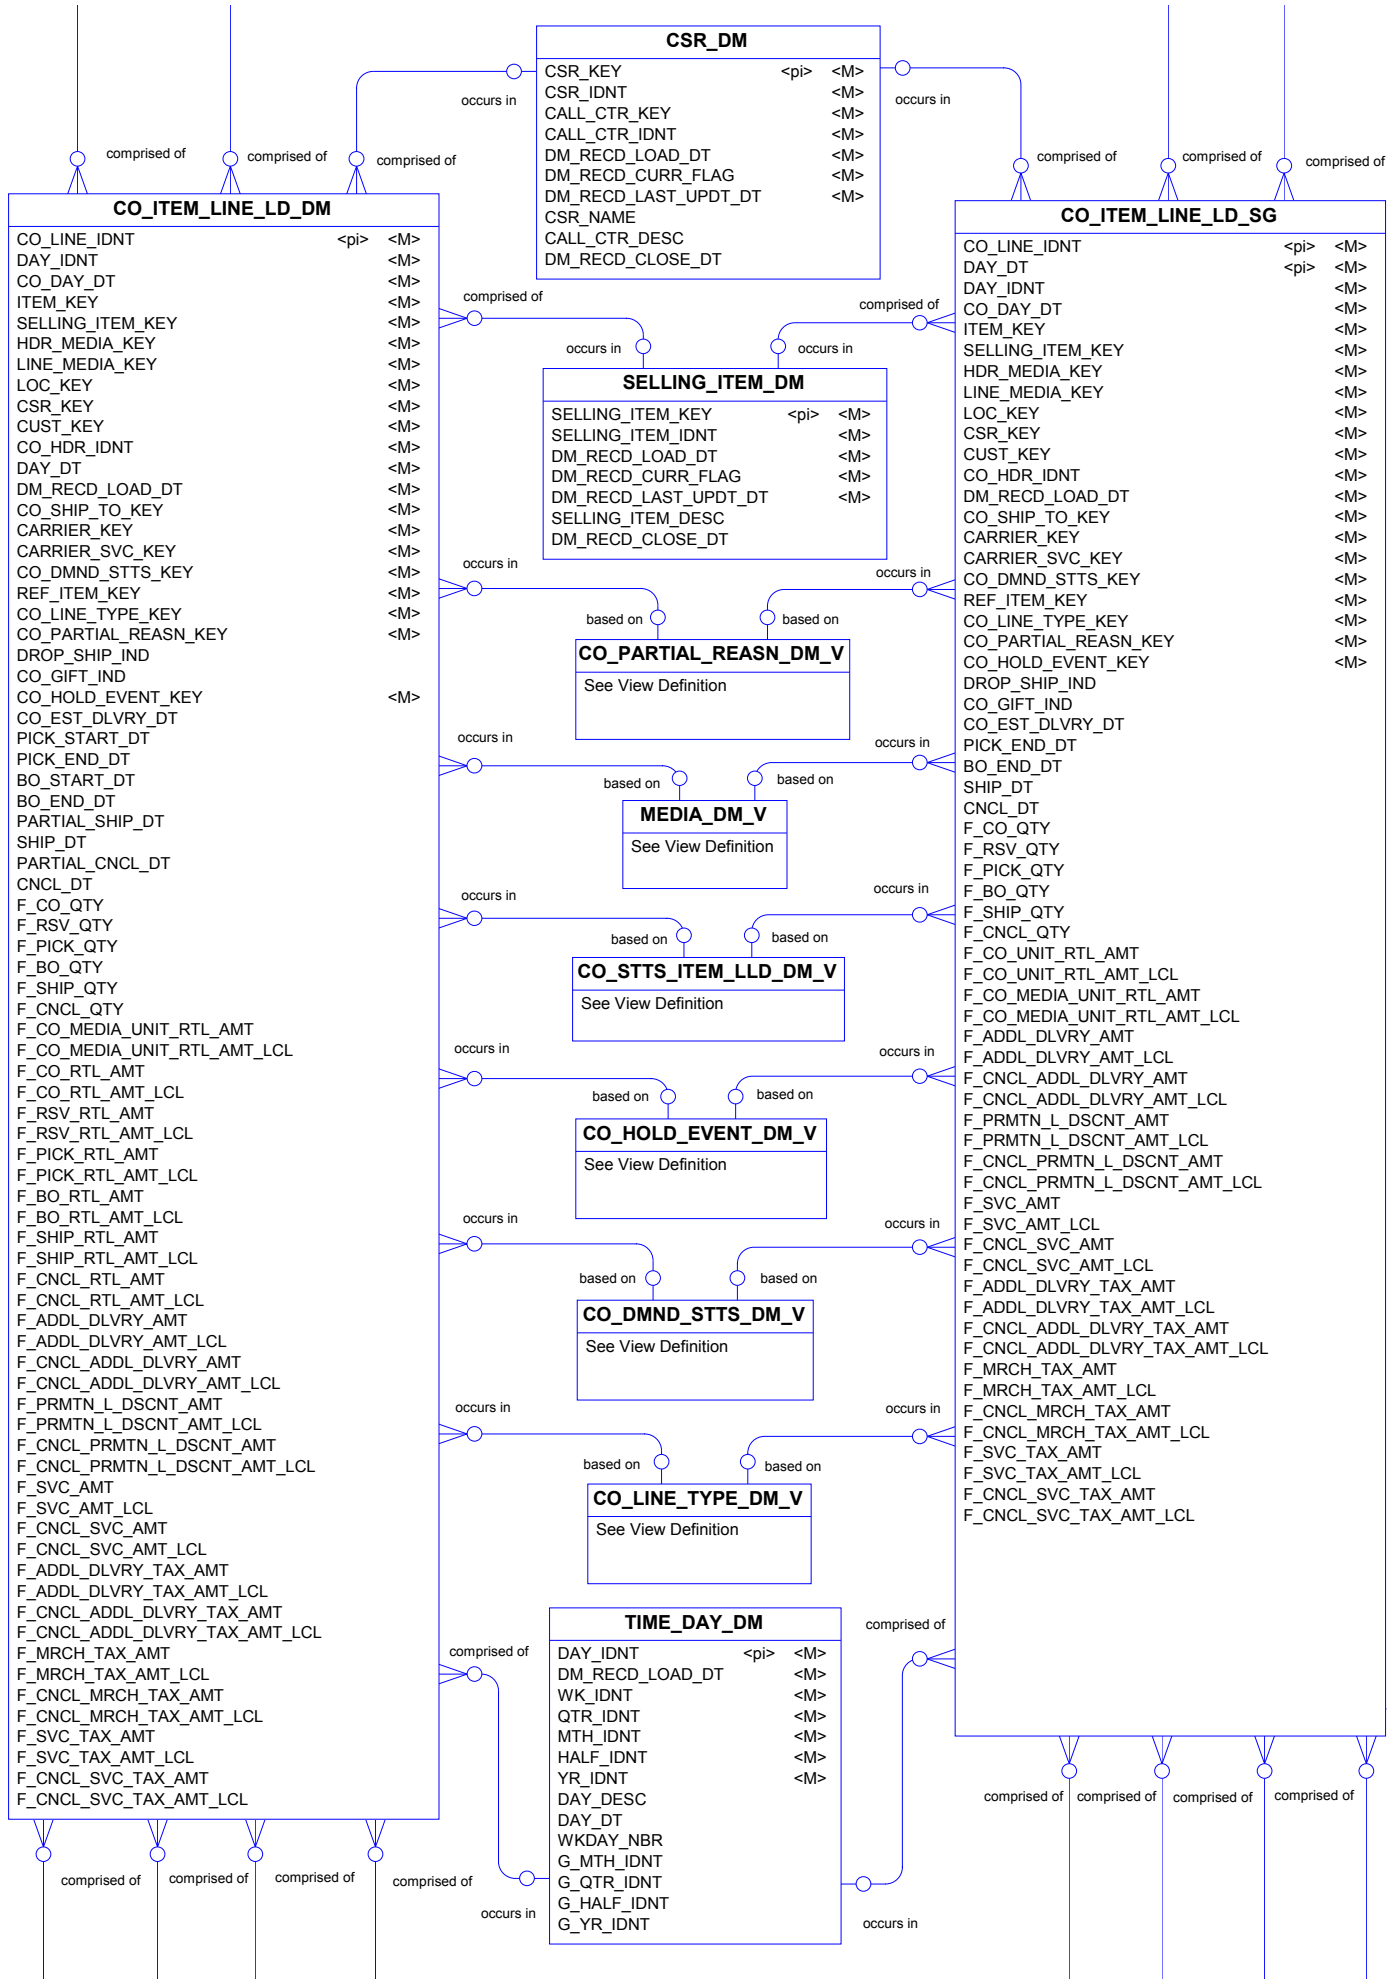 CSR_DM
CSR_KEY <pi> <M>
CSR_IDNT <M>
CALL_CTR_KEY <M>
CALL_CTR_IDNT <M>
DM_RECD_LOAD_DT <M>
DM_RECD_CURR_FLAG <M>
DM_RECD_LAST_UPDT_DT <M>
CSR_NAME
CALL_CTR_DESC
DM_RECD_CLOSE_DT
occurs in
occurs in
comprised of
comprised of
comprised of
comprised of
comprised of
comprised of
CO_ITEM_LINE_LD_DM
CO_LINE_IDNT <pi> <M>
DAY_IDNT <M>
CO_DAY_DT <M>
ITEM_KEY <M>
SELLING_ITEM_KEY <M>
HDR_MEDIA_KEY <M>
LINE_MEDIA_KEY <M>
LOC_KEY <M>
CSR_KEY <M>
CUST_KEY <M>
CO_HDR_IDNT <M>
DAY_DT <M>
DM_RECD_LOAD_DT <M>
CO_SHIP_TO_KEY <M>
CARRIER_KEY <M>
CARRIER_SVC_KEY <M>
CO_DMND_STTS_KEY <M>
REF_ITEM_KEY <M>
CO_LINE_TYPE_KEY <M>
CO_PARTIAL_REASN_KEY <M>
DROP_SHIP_IND
CO_GIFT_IND
CO_HOLD_EVENT_KEY <M>
CO_EST_DLVRY_DT
PICK_START_DT
PICK_END_DT
BO_START_DT
BO_END_DT
PARTIAL_SHIP_DT
SHIP_DT
PARTIAL_CNCL_DT
CNCL_DT
F_CO_QTY
F_RSV_QTY
F_PICK_QTY
F_BO_QTY
F_SHIP_QTY
F_CNCL_QTY
F_CO_MEDIA_UNIT_RTL_AMT
F_CO_MEDIA_UNIT_RTL_AMT_LCL
F_CO_RTL_AMT
F_CO_RTL_AMT_LCL
F_RSV_RTL_AMT
F_RSV_RTL_AMT_LCL
F_PICK_RTL_AMT
F_PICK_RTL_AMT_LCL
F_BO_RTL_AMT
F_BO_RTL_AMT_LCL
F_SHIP_RTL_AMT
F_SHIP_RTL_AMT_LCL
F_CNCL_RTL_AMT
F_CNCL_RTL_AMT_LCL
F_ADDL_DLVRY_AMT
F_ADDL_DLVRY_AMT_LCL
F_CNCL_ADDL_DLVRY_AMT
F_CNCL_ADDL_DLVRY_AMT_LCL
F_PRMTN_L_DSCNT_AMT
F_PRMTN_L_DSCNT_AMT_LCL
F_CNCL_PRMTN_L_DSCNT_AMT
F_CNCL_PRMTN_L_DSCNT_AMT_LCL
F_SVC_AMT
F_SVC_AMT_LCL
F_CNCL_SVC_AMT
F_CNCL_SVC_AMT_LCL
F_ADDL_DLVRY_TAX_AMT
F_ADDL_DLVRY_TAX_AMT_LCL
F_CNCL_ADDL_DLVRY_TAX_AMT
F_CNCL_ADDL_DLVRY_TAX_AMT_LCL
F_MRCH_TAX_AMT
F_MRCH_TAX_AMT_LCL
F_CNCL_MRCH_TAX_AMT
F_CNCL_MRCH_TAX_AMT_LCL
F_SVC_TAX_AMT
F_SVC_TAX_AMT_LCL
F_CNCL_SVC_TAX_AMT
F_CNCL_SVC_TAX_AMT_LCL
comprised of
comprised of
comprised of
comprised of
comprised of
comprised of
occurs in
occurs in
SELLING_ITEM_DM
SELLING_ITEM_KEY <pi> <M>
SELLING_ITEM_IDNT <M>
DM_RECD_LOAD_DT <M>
DM_RECD_CURR_FLAG <M>
DM_RECD_LAST_UPDT_DT <M>
SELLING_ITEM_DESC
DM_RECD_CLOSE_DT
occurs in
occurs in
based on
based on
CO_PARTIAL_REASN_DM_V
See View Definition
occurs in
occurs in
based on
based on
MEDIA_DM_V
See View Definition
occurs in
occurs in
based on
based on
CO_STTS_ITEM_LLD_DM_V
See View Definition
occurs in
occurs in
based on
based on
CO_HOLD_EVENT_DM_V
See View Definition
occurs in
occurs in
based on
based on
CO_DMND_STTS_DM_V
See View Definition
occurs in
occurs in
based on
based on
CO_LINE_TYPE_DM_V
See View Definition
comprised of
comprised of
TIME_DAY_DM
DAY_IDNT <pi> <M>
DM_RECD_LOAD_DT <M>
WK_IDNT <M>
QTR_IDNT <M>
MTH_IDNT <M>
HALF_IDNT <M>
YR_IDNT <M>
DAY_DESC
DAY_DT
WKDAY_NBR
G_MTH_IDNT
G_QTR_IDNT
G_HALF_IDNT
G_YR_IDNT
occurs in
occurs in
CO_ITEM_LINE_LD_SG
CO_LINE_IDNT <pi> <M>
DAY_DT <pi> <M>
DAY_IDNT <M>
CO_DAY_DT <M>
ITEM_KEY <M>
SELLING_ITEM_KEY <M>
HDR_MEDIA_KEY <M>
LINE_MEDIA_KEY <M>
LOC_KEY <M>
CSR_KEY <M>
CUST_KEY <M>
CO_HDR_IDNT <M>
DM_RECD_LOAD_DT <M>
CO_SHIP_TO_KEY <M>
CARRIER_KEY <M>
CARRIER_SVC_KEY <M>
CO_DMND_STTS_KEY <M>
REF_ITEM_KEY <M>
CO_LINE_TYPE_KEY <M>
CO_PARTIAL_REASN_KEY <M>
CO_HOLD_EVENT_KEY <M>
DROP_SHIP_IND
CO_GIFT_IND
CO_EST_DLVRY_DT
PICK_END_DT
BO_END_DT
SHIP_DT
CNCL_DT
F_CO_QTY
F_RSV_QTY
F_PICK_QTY
F_BO_QTY
F_SHIP_QTY
F_CNCL_QTY
F_CO_UNIT_RTL_AMT
F_CO_UNIT_RTL_AMT_LCL
F_CO_MEDIA_UNIT_RTL_AMT
F_CO_MEDIA_UNIT_RTL_AMT_LCL
F_ADDL_DLVRY_AMT
F_ADDL_DLVRY_AMT_LCL
F_CNCL_ADDL_DLVRY_AMT
F_CNCL_ADDL_DLVRY_AMT_LCL
F_PRMTN_L_DSCNT_AMT
F_PRMTN_L_DSCNT_AMT_LCL
F_CNCL_PRMTN_L_DSCNT_AMT
F_CNCL_PRMTN_L_DSCNT_AMT_LCL
F_SVC_AMT
F_SVC_AMT_LCL
F_CNCL_SVC_AMT
F_CNCL_SVC_AMT_LCL
F_ADDL_DLVRY_TAX_AMT
F_ADDL_DLVRY_TAX_AMT_LCL
F_CNCL_ADDL_DLVRY_TAX_AMT
F_CNCL_ADDL_DLVRY_TAX_AMT_LCL
F_MRCH_TAX_AMT
F_MRCH_TAX_AMT_LCL
F_CNCL_MRCH_TAX_AMT
F_CNCL_MRCH_TAX_AMT_LCL
F_SVC_TAX_AMT
F_SVC_TAX_AMT_LCL
F_CNCL_SVC_TAX_AMT
F_CNCL_SVC_TAX_AMT_LCL
comprised of
comprised of
comprised of
comprised of